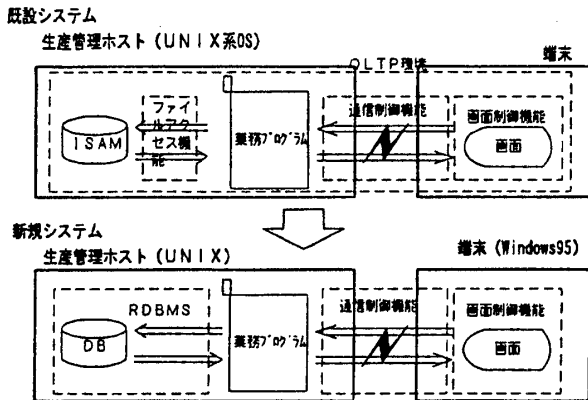 既設システム
生産管理ホスト(UNIX系OS)
OLTP環境
端末
ファイ
ルアク
セス機
能
通信制御機能
画面制御機能
ISAM
業務プログラム
画面
新規システム
生産管理ホスト(UNIX)
端末(Windows95)
RDBMS
通信制御機能
画面制御機能
DB
業務プログラム
画面